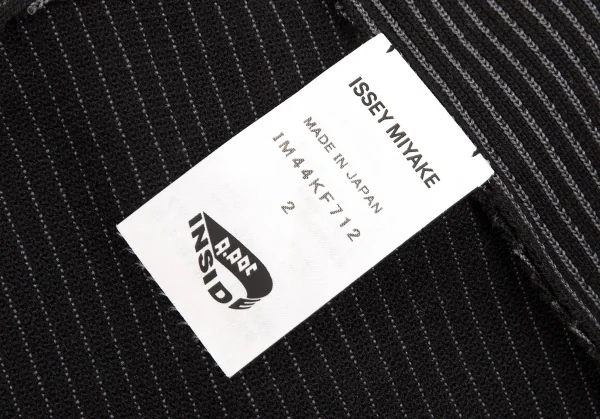 ISSEY MIYAKE
MADE IN JAPAN
IM44KF712
2
A.POC
INSIDE